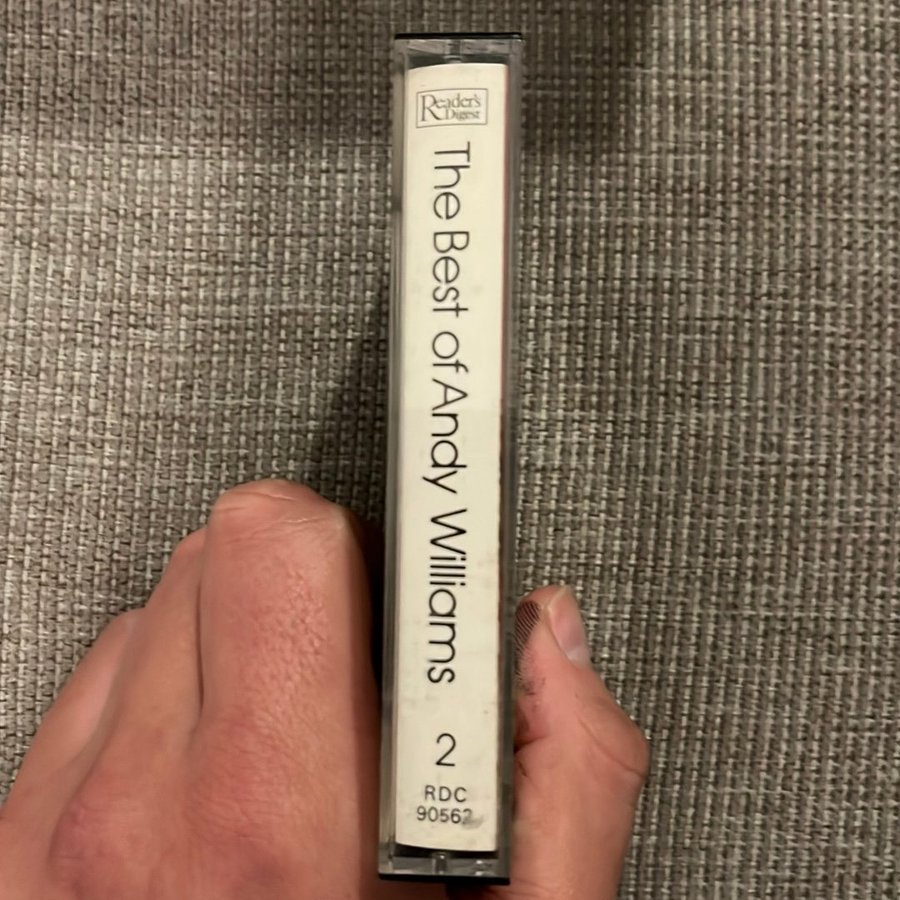 Reader's
Digest
The Best of Andy Williams
2
RDC
90562